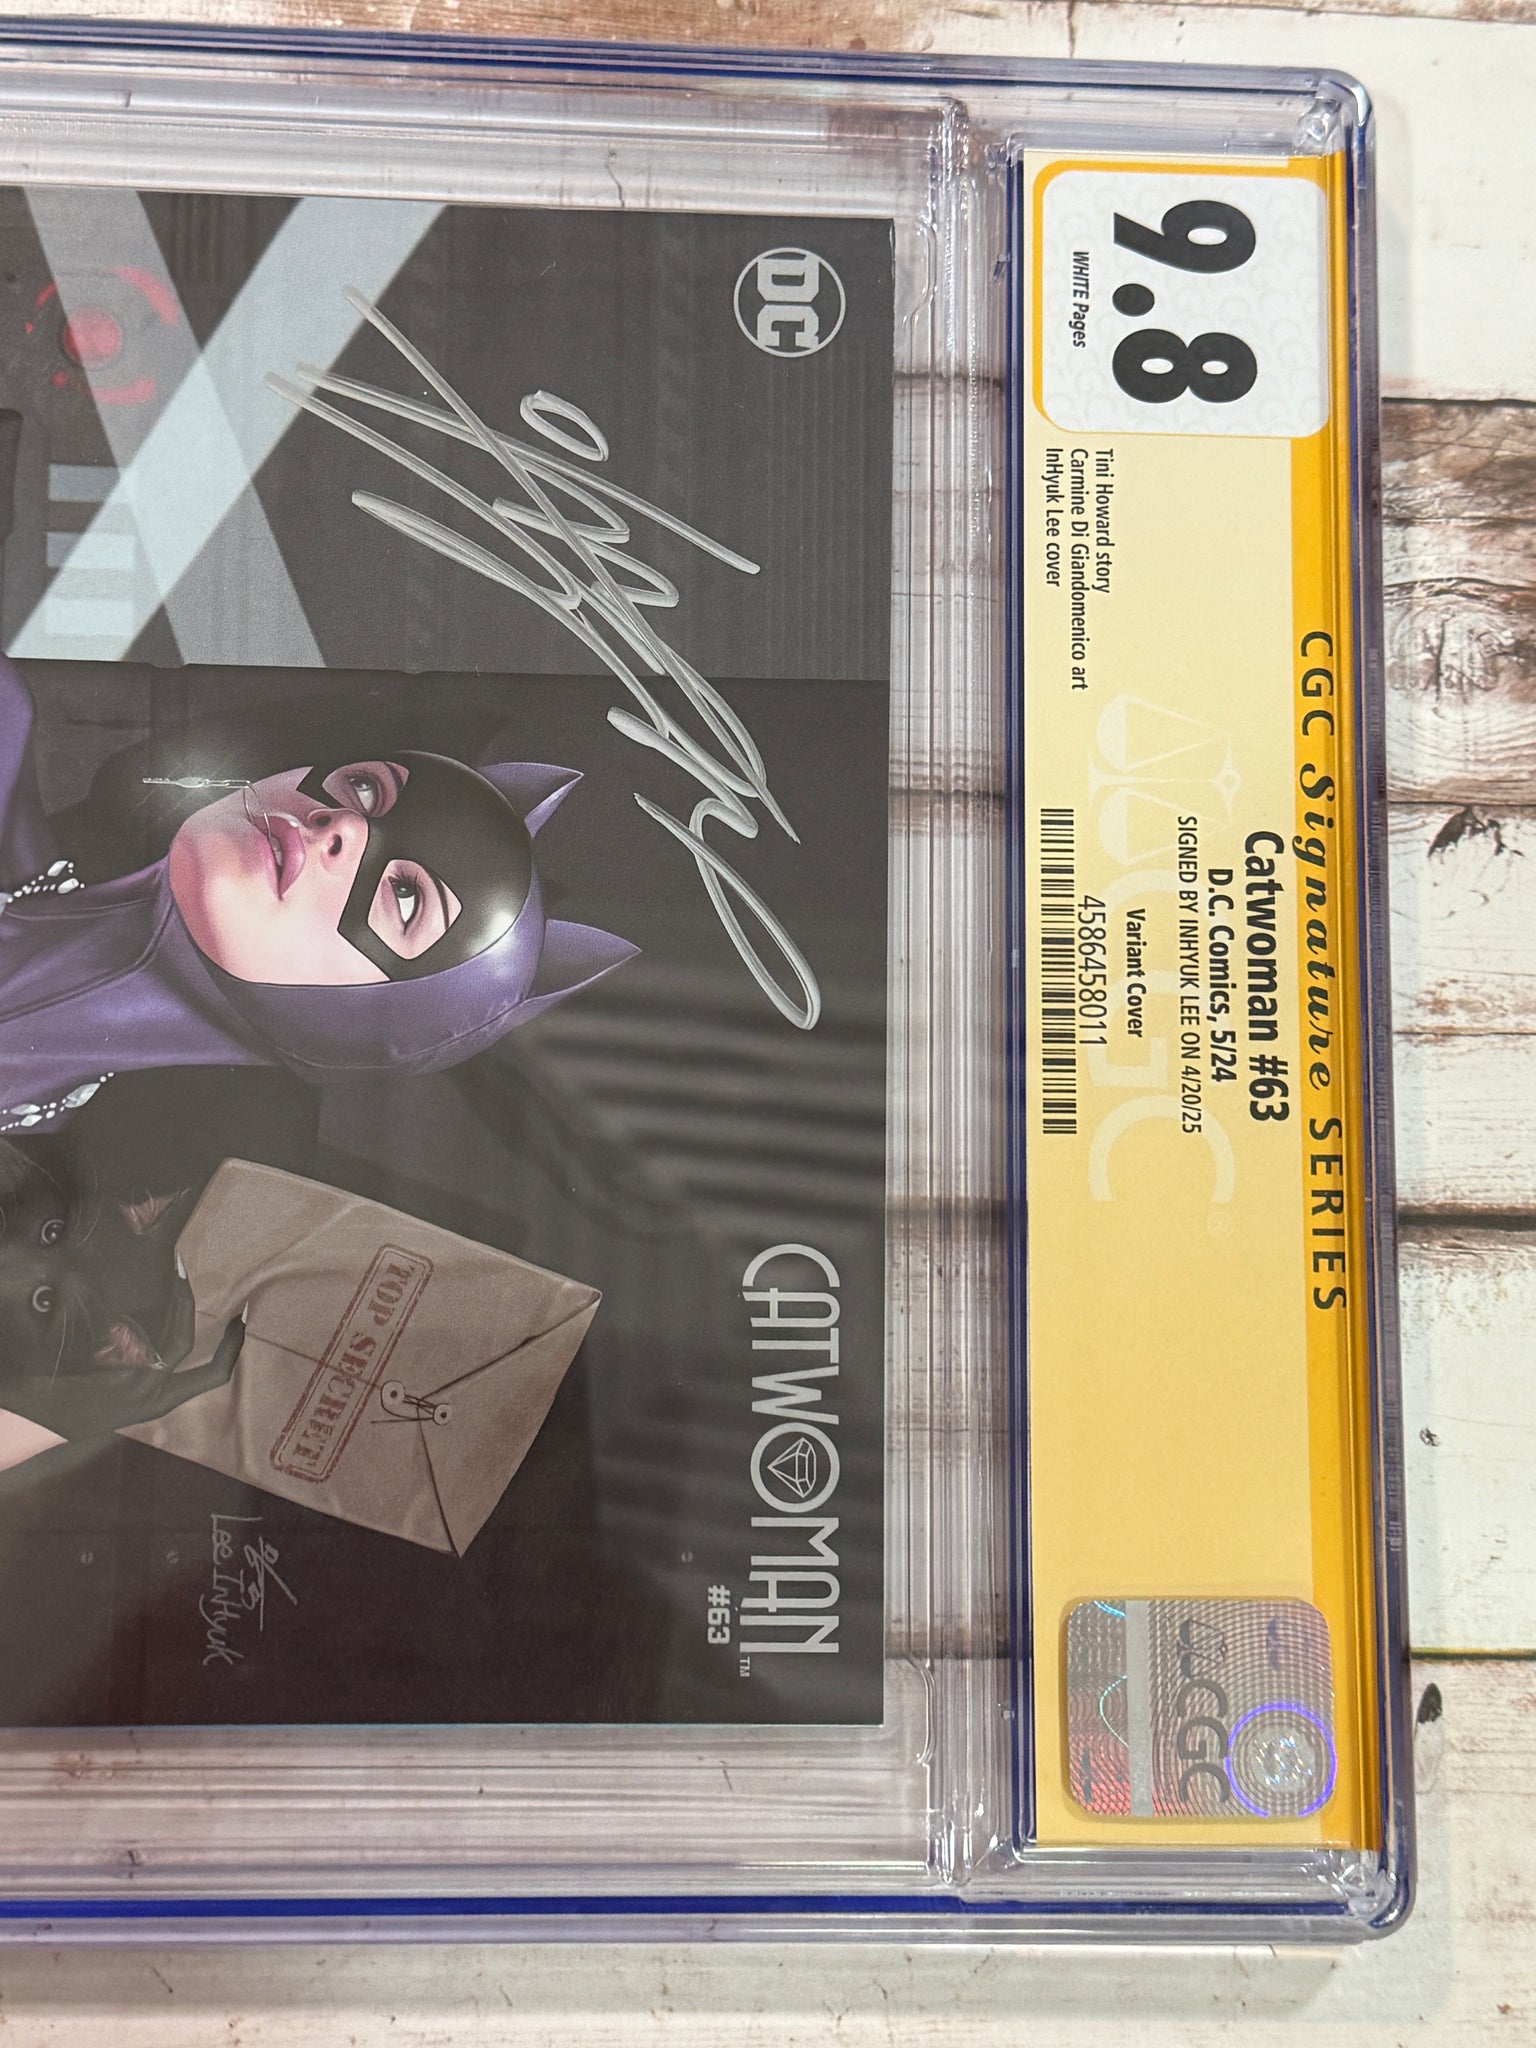 CGC Signature SERIES
9.8
WHITE Pages
Catwoman #63
D.C. Comics, 5/24
SIGNED BY INHYUK LEE ON 4/20/25
Variant Cover
4586458011
Tini Howard story
Carmine Di Giandomenico art
InHyuk Lee cover
CGC
CGC
DC
CATWOMAN™
#63
TOP SECRET
Lee InHyuk